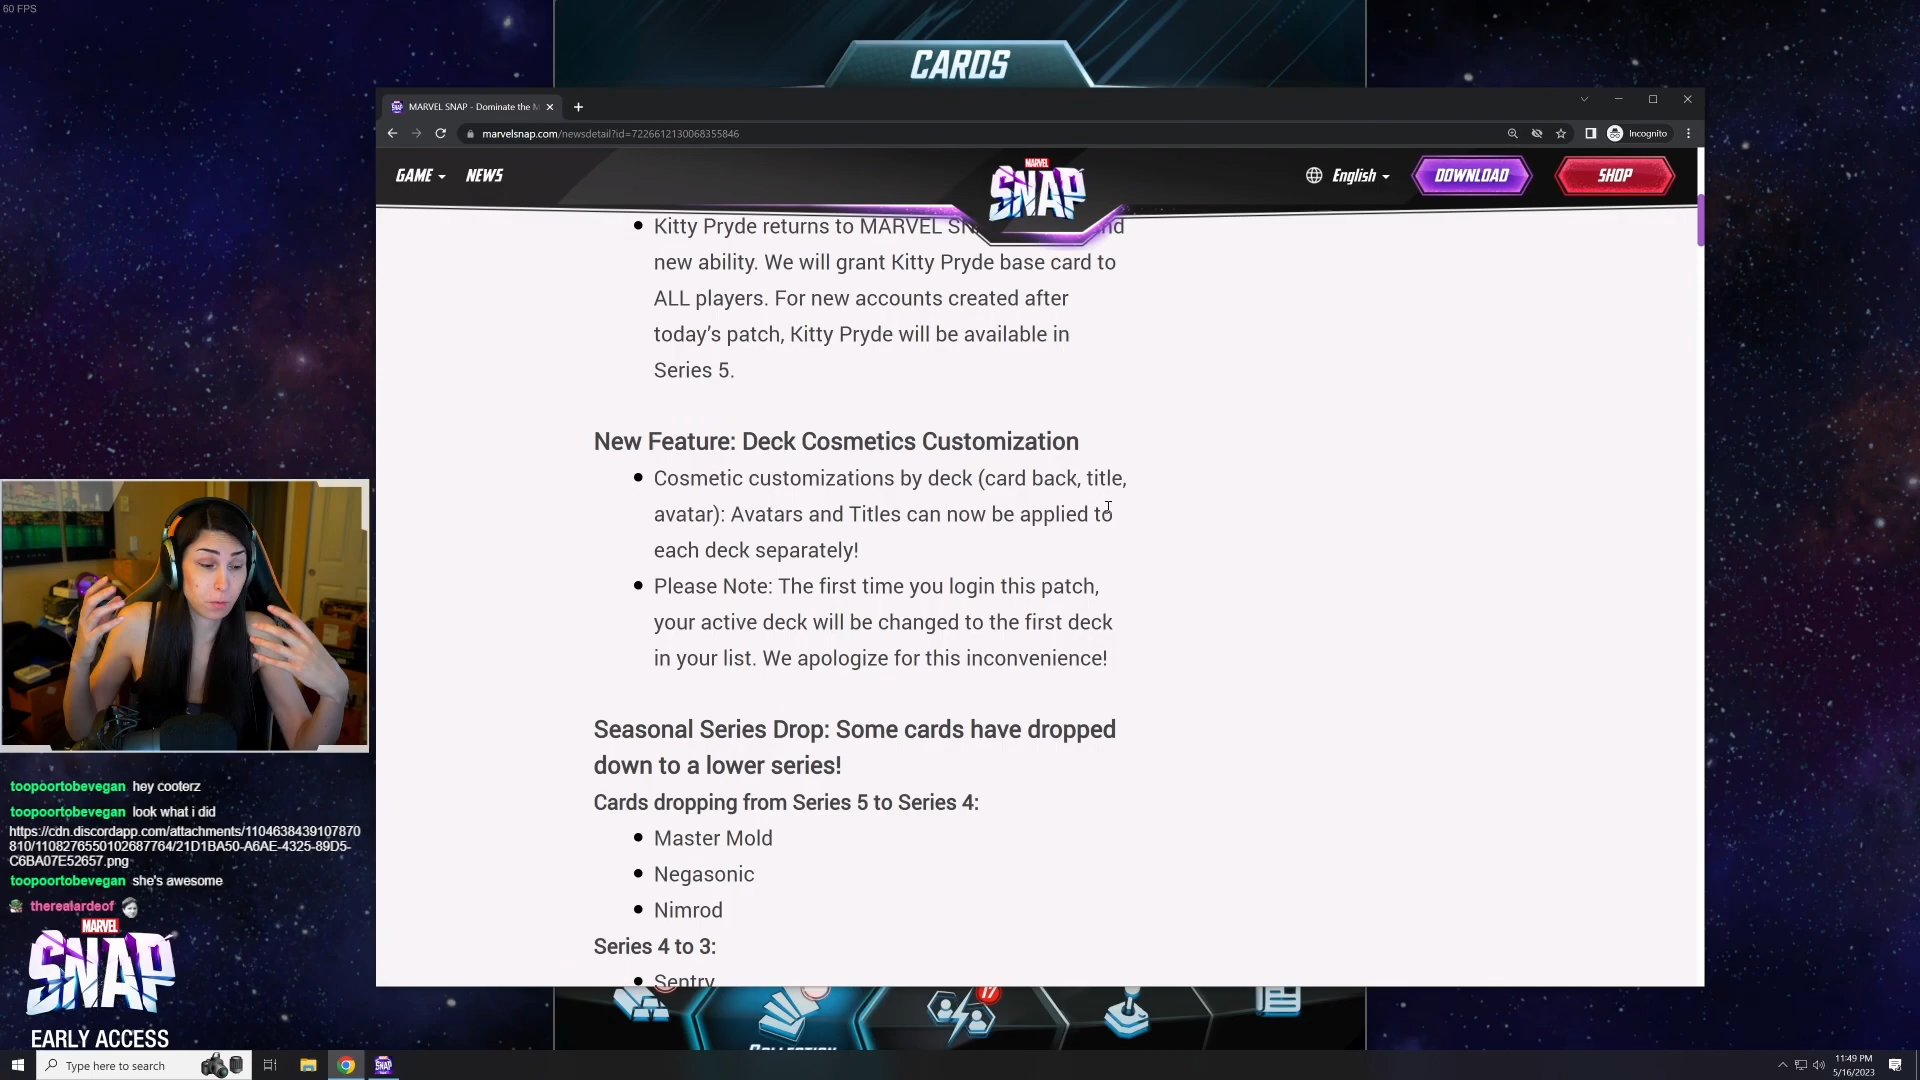 60 FPS
CARDS
MARVEL SNAP - Dominate the M
marvelsnap.com/newsdetail?id=7226612130068355846
Incognito
GAME
NEWS
MARVEL
SNAP
English
DOWNLOAD
SHOP
Kitty Pryde returns to MARVEL SN nd
new ability. We will grant Kitty Pryde base card to
ALL players. For new accounts created after
today's patch, Kitty Pryde will be available in
Series 5.
New Feature: Deck Cosmetics Customization
Cosmetic customizations by deck (card back, title,
avatar): Avatars and Titles can now be applied to
each deck separately!
Please Note: The first time you login this patch,
your active deck will be changed to the first deck
in your list. We apologize for this inconvenience!
Seasonal Series Drop: Some cards have dropped
down to a lower series!
Cards dropping from Series 5 to Series 4:
Master Mold
Negasonic
Nimrod
Series 4 to 3:
Sentry
toopoortobevegan hey cooterz
toopoortobevegan look what i did
https://cdn.discordapp.com/attachments/1104638439107870
810/1108276550102687764/21D1BA50-A6AE-4325-89D5-
C6BA07E52657.png
toopoortobevegan she's awesome
therealardeof
MARVEL
SNAP
EARLY ACCESS
17
Type here to search
11:49 PM
5/16/2023